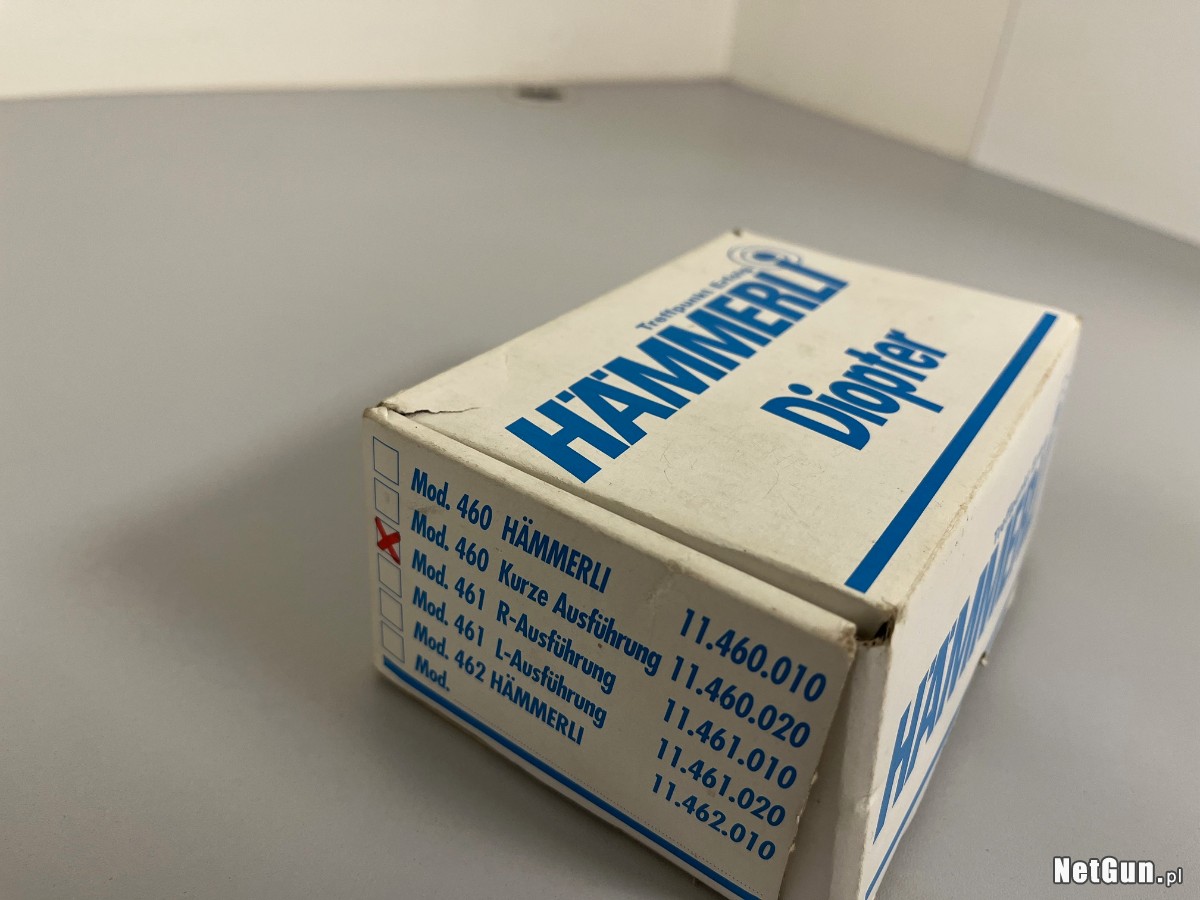 Treffpunkt Erfolg
HÄMMERLI
Diopter
Mod. 460 HÄMMERLI 11.460.010
Mod. 460 Kurze Ausführung 11.460.020
Mod. 461 R-Ausführung 11.461.010
Mod. 461 L-Ausführung 11.461.020
Mod. 462 HÄMMERLI 11.462.010
Mod.
NetGun.pl